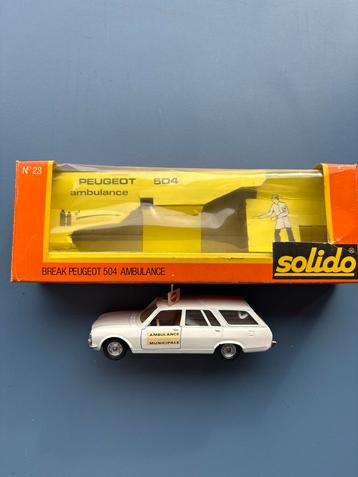 N° 23
PEUGEOT 504
ambulance
solido
BREAK PEUGEOT 504 AMBULANCE
AMBULANCE
MUNICIPALE